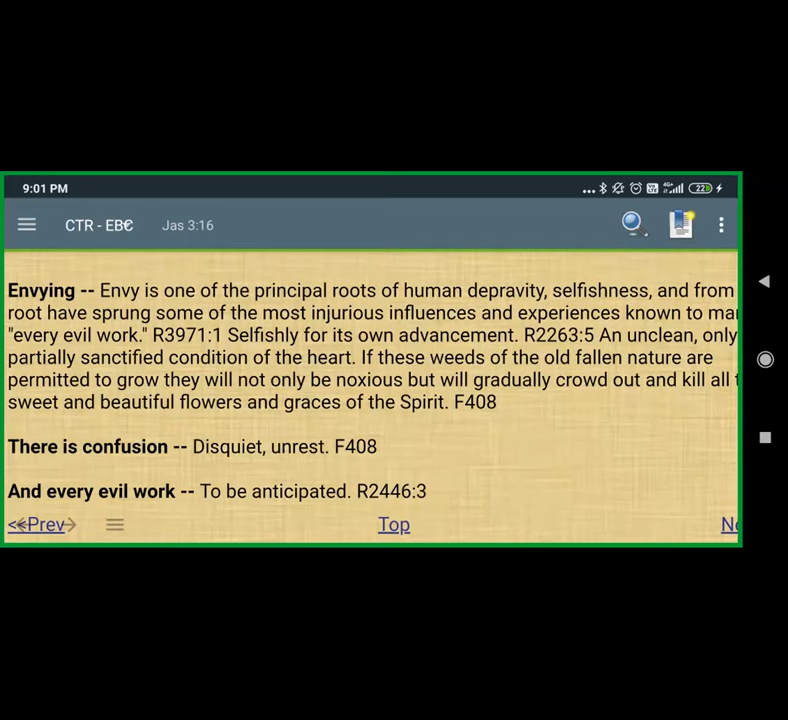 9:01 PM
22
CTR - EB€ Jas 3:16
Envying -- Envy is one of the principal roots of human depravity, selfishness, and from
root have sprung some of the most injurious influences and experiences known to
"every evil work." R3971:1 Selfishly for its own advancement. R2263:5 An unclean, only
partially sanctified condition of the heart. If these weeds of the old fallen nature are
permitted to grow they will not only be noxious but will gradually crowd out and kill all
sweet and beautiful flowers and graces of the Spirit. F408
There is confusion -- Disquiet, unrest. F408
And every evil work -- To be anticipated. R2446:3
<<Prev Top